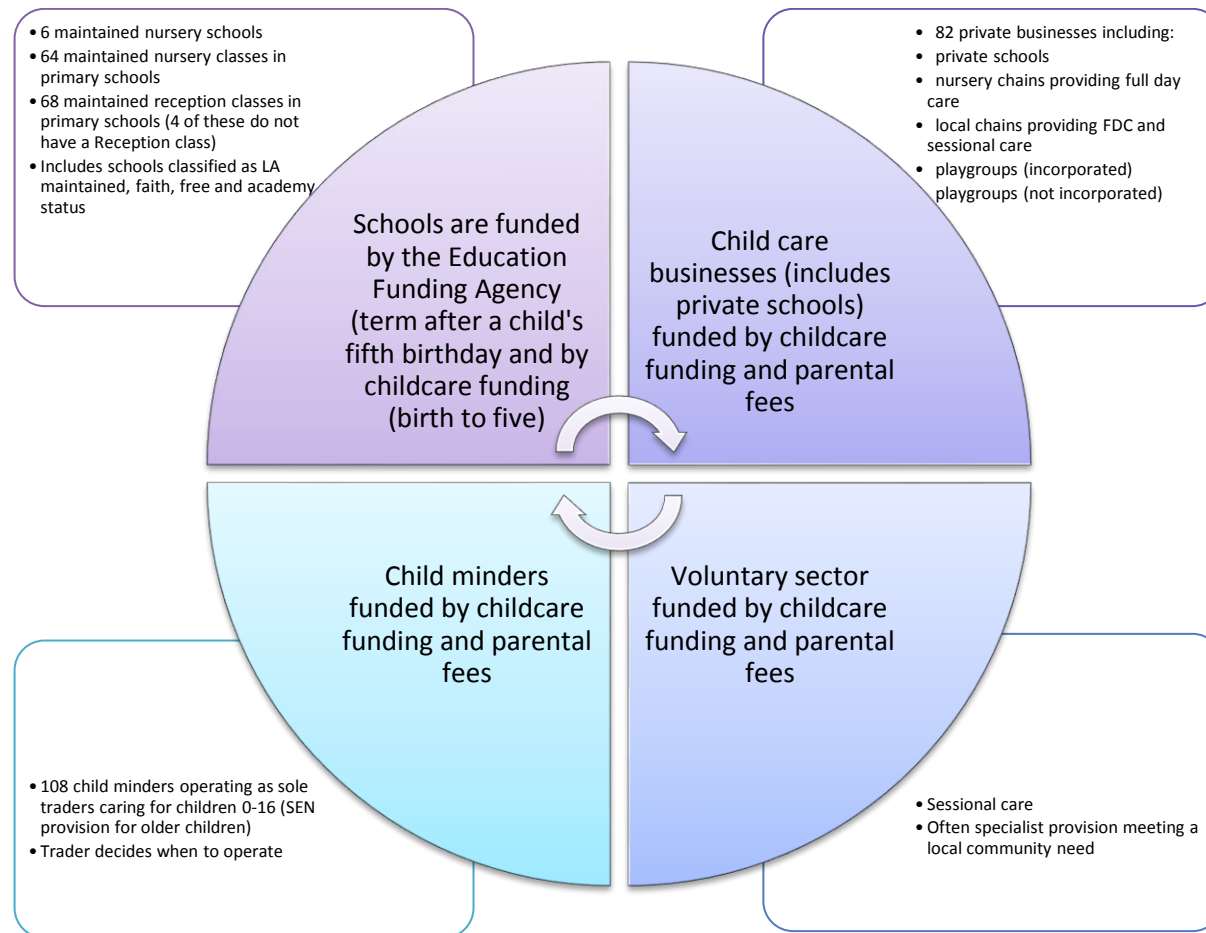 • 6 maintained nursery schools
• 64 maintained nursery classes in
primary schools
• 68 maintained reception classes in
primary schools (4 of these do not
have a Reception class)
• Includes schools classified as LA
maintained, faith, free and academy
status
• 82 private businesses including:
• private schools
• nursery chains providing full day
care
• local chains providing FDC and
sessional care
• playgroups (incorporated)
playgroups (not incorporated)
Schools are funded
by the Education
Funding Agency
(term after a child's
fifth birthday and by
childcare funding
(birth to five)
Child care
businesses (includes
private schools)
funded by childcare
funding and parental
fees
Child minders
funded by childcare
funding and parental
fees
Voluntary sector
funded by childcare
funding and parental
fees
• 108 child minders operating as sole
traders caring for children 0-16 (SEN
provision for older children)
• Trader decides when to operate
• Sessional care
• Often specialist provision meeting a
local community need